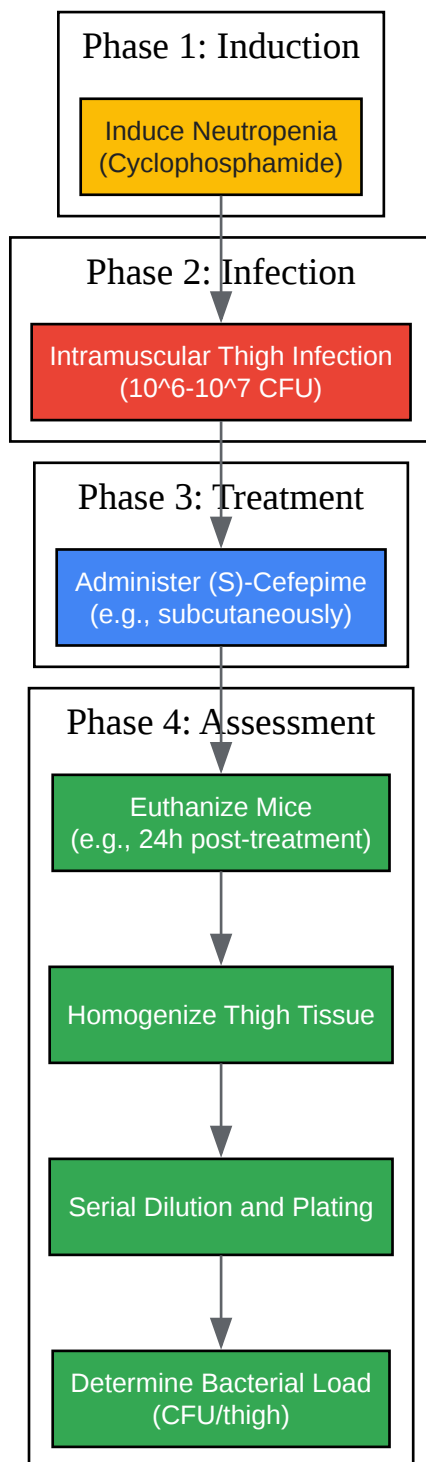 Phase 1: Induction
Induce Neutropenia
(Cyclophosphamide)
Phase 2: Infection
Intramuscular Thigh Infection
(10^6-10^7 CFU)
Phase 3: Treatment
Administer (S)-Cefepime
(e.g., subcutaneously)
Phase 4: Assessment
Euthanize Mice
(e.g., 24h post-treatment)
Homogenize Thigh Tissue
Serial Dilution and Plating
Determine Bacterial Load
(CFU/thigh)